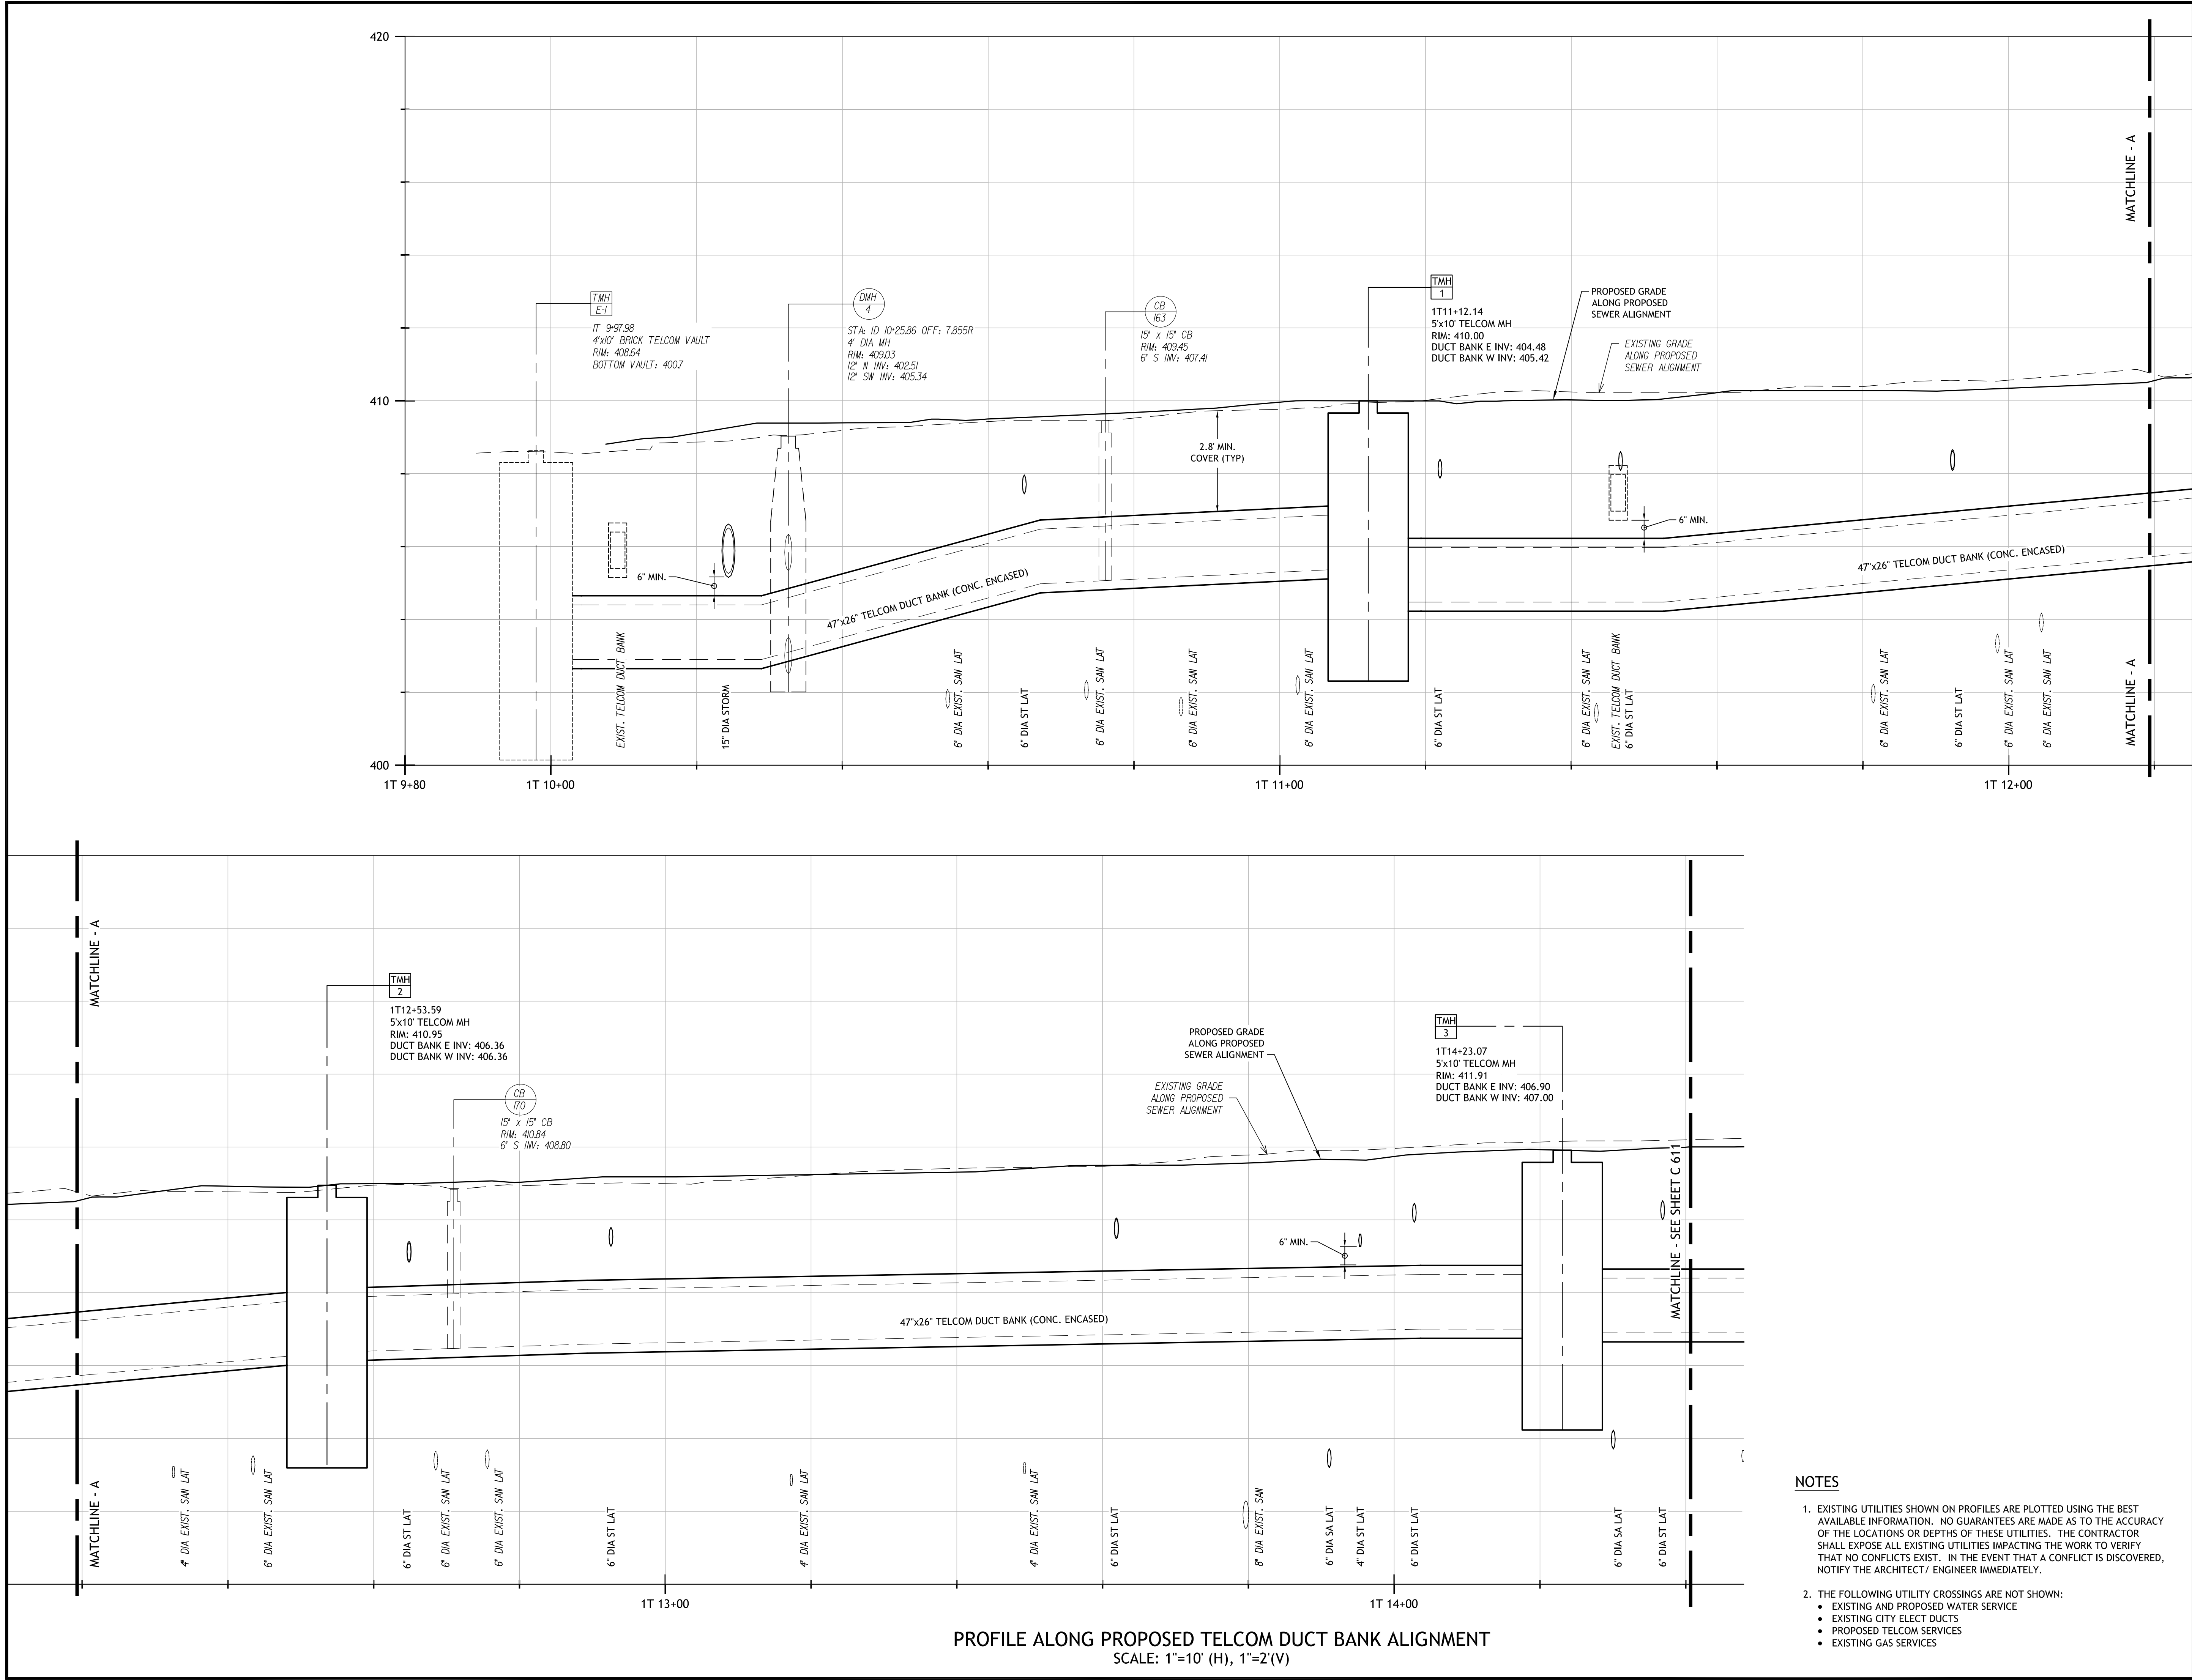 420
MATCHLINE - A
TMH
E-1
1T 9+97.98
4'x10' BRICK TELCOM VAULT
RIM: 408.64
BOTTOM VAULT: 400.7
DMH
4
STA: 1D 10+25.86 OFF: 7.855R
4' DIA MH
RIM: 409.03
12" N INV: 402.51
12" SW INV: 405.34
CB
163
15" x 15" CB
RIM: 409.45
6" S INV: 407.41
TMH
1
1T11+12.14
5'x10' TELCOM MH
RIM: 410.00
DUCT BANK E INV: 404.48
DUCT BANK W INV: 405.42
PROPOSED GRADE
ALONG PROPOSED
SEWER ALIGNMENT
EXISTING GRADE
ALONG PROPOSED
SEWER ALIGNMENT
410
2.8' MIN.
COVER (TYP)
6" MIN.
6" MIN.
47"x26" TELCOM DUCT BANK (CONC. ENCASED)
47"x26" TELCOM DUCT BANK (CONC. ENCASED)
EXIST. TELCOM DUCT BANK
15" DIA STORM
6" DIA EXIST. SAN LAT
6" DIA ST LAT
6" DIA EXIST. SAN LAT
6" DIA EXIST. SAN LAT
6" DIA EXIST. SAN LAT
6" DIA ST LAT
6" DIA EXIST. SAN LAT
EXIST. TELCOM DUCT BANK
6" DIA ST LAT
6" DIA EXIST. SAN LAT
6" DIA ST LAT
6" DIA EXIST. SAN LAT
6" DIA EXIST. SAN LAT
MATCHLINE - A
400
1T 9+80
1T 10+00
1T 11+00
1T 12+00
MATCHLINE - A
TMH
2
1T12+53.59
5'x10' TELCOM MH
RIM: 410.95
DUCT BANK E INV: 406.36
DUCT BANK W INV: 406.36
CB
170
15" x 15" CB
RIM: 410.84
6" S INV: 408.80
PROPOSED GRADE
ALONG PROPOSED
SEWER ALIGNMENT
EXISTING GRADE
ALONG PROPOSED
SEWER ALIGNMENT
TMH
3
1T14+23.07
5'x10' TELCOM MH
RIM: 411.91
DUCT BANK E INV: 406.90
DUCT BANK W INV: 407.00
MATCHLINE - SEE SHEET C 611
6" MIN.
47"x26" TELCOM DUCT BANK (CONC. ENCASED)
MATCHLINE - A
4" DIA EXIST. SAN LAT
6" DIA EXIST. SAN LAT
6" DIA ST LAT
6" DIA EXIST. SAN LAT
6" DIA EXIST. SAN LAT
6" DIA ST LAT
4" DIA EXIST. SAN LAT
4" DIA EXIST. SAN LAT
6" DIA ST LAT
8" DIA EXIST. SAN
6" DIA SA LAT
4" DIA ST LAT
6" DIA ST LAT
6" DIA SA LAT
6" DIA ST LAT
1T 13+00
1T 14+00
PROFILE ALONG PROPOSED TELCOM DUCT BANK ALIGNMENT
SCALE: 1"=10' (H), 1"=2'(V)
NOTES
1. EXISTING UTILITIES SHOWN ON PROFILES ARE PLOTTED USING THE BEST
AVAILABLE INFORMATION. NO GUARANTEES ARE MADE AS TO THE ACCURACY
OF THE LOCATIONS OR DEPTHS OF THESE UTILITIES. THE CONTRACTOR
SHALL EXPOSE ALL EXISTING UTILITIES IMPACTING THE WORK TO VERIFY
THAT NO CONFLICTS EXIST. IN THE EVENT THAT A CONFLICT IS DISCOVERED,
NOTIFY THE ARCHITECT/ ENGINEER IMMEDIATELY.
2. THE FOLLOWING UTILITY CROSSINGS ARE NOT SHOWN:
• EXISTING AND PROPOSED WATER SERVICE
• EXISTING CITY ELECT DUCTS
• PROPOSED TELCOM SERVICES
• EXISTING GAS SERVICES